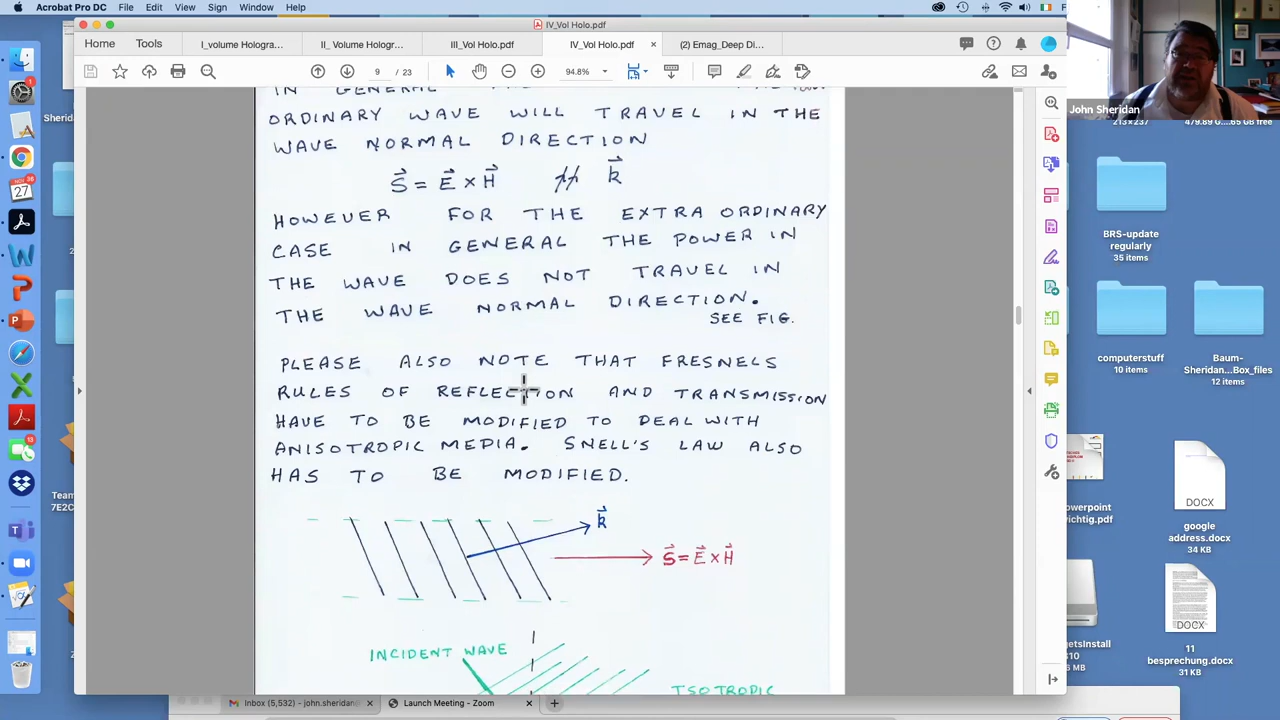 Acrobat Pro DC File Edit View Sign Window Help
IV_Vol Holo.pdf
Home Tools I_volume Hologra... II_ Volume Hologr... III_Vol Holo.pdf IV_Vol Holo.pdf × (2) Emag_Deep Di...
9 / 23 94.8%
John Sheridan
ORDINARY WAVE WILL TRAVEL IN THE
WAVE NORMAL DIRECTION
S = E × H // k
HOWEVER FOR THE EXTRA ORDINARY
CASE IN GENERAL THE POWER IN
THE WAVE DOES NOT TRAVEL IN
THE WAVE NORMAL DIRECTION.
SEE FIG.
PLEASE ALSO NOTE THAT FRESNELS
RULES OF REFLECTION AND TRANSMISSION
HAVE TO BE MODIFIED TO DEAL WITH
ANISOTROPIC MEDIA. SNELL'S LAW ALSO
HAS TO BE MODIFIED.
k
S = E × H
INCIDENT WAVE
ISOTROPIC
BRS-update
regularly
35 items
computerstuff
10 items
Baum-
Sheridan...Box_files
12 items
DOCX
google
address.docx
34 KB
DOCX
11
besprechung.docx
31 KB
Inbox (5,532) - john.sheridan@ × Launch Meeting - Zoom × +